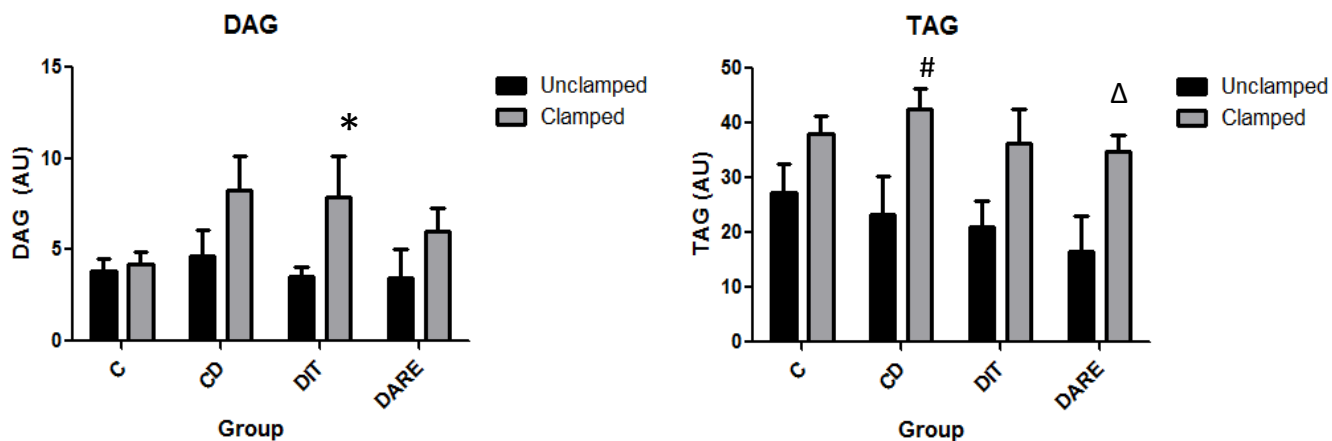 DAG
15
10
5
0
DAG (AU)
*
C
CD
DIT
DARE
Group
Unclamped
Clamped
TAG
50
40
30
20
10
0
TAG (AU)
#
Δ
C
CD
DIT
DARE
Group
Unclamped
Clamped